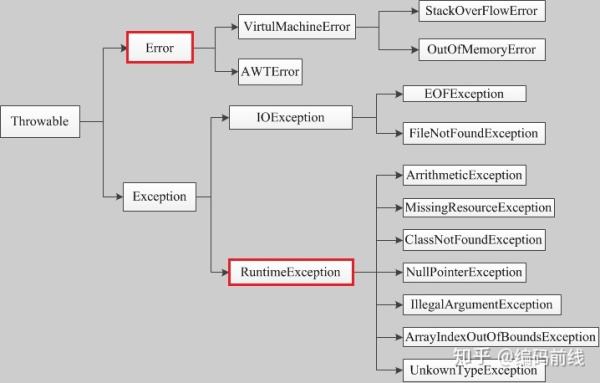 Throwable
Error
VirtulMachineError
StackOverFlowError
OutOfMemoryError
AWTError
Exception
IOException
EOFException
FileNotFoundException
RuntimeException
ArrithmeticException
MissingResourceException
ClassNotFoundException
NullPointerException
IllegalArgumentException
ArrayIndexOutOfBoundsException
UnkownTypeException
知乎 @编码前线